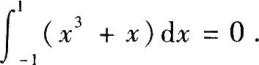 ∫_{-1}^{1} (x^3 + x) dx = 0 .